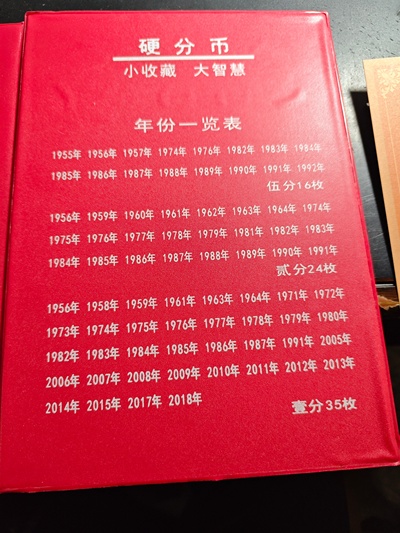 硬分币
小收藏 大智慧
年份一览表
1955年 1956年 1957年 1974年 1976年 1982年 1983年 1984年
1985年 1986年 1987年 1988年 1989年 1990年 1991年 1992年
伍分16枚
1956年 1959年 1960年 1961年 1962年 1963年 1964年 1974年
1975年 1976年 1977年 1978年 1979年 1981年 1982年 1983年
1984年 1985年 1986年 1987年 1988年 1989年 1990年 1991年
贰分24枚
1956年 1958年 1959年 1961年 1963年 1964年 1971年 1972年
1973年 1974年 1975年 1976年 1977年 1978年 1979年 1980年
1982年 1983年 1984年 1985年 1986年 1987年 1991年 2005年
2006年 2007年 2008年 2009年 2010年 2011年 2012年 2013年
2014年 2015年 2017年 2018年
壹分35枚